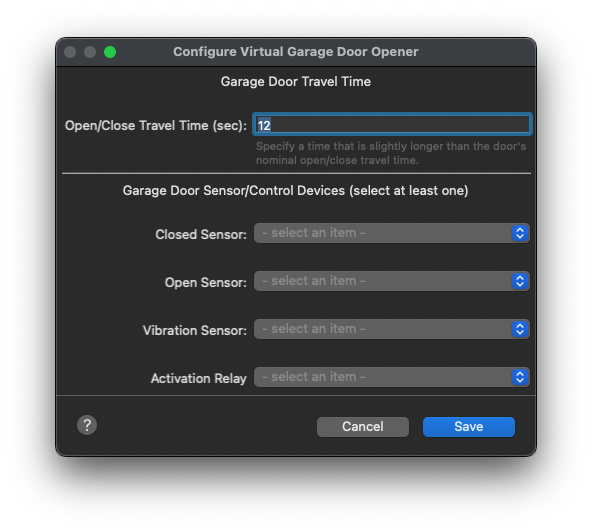 Configure Virtual Garage Door Opener
Garage Door Travel Time
Open/Close Travel Time (sec): 12
Specify a time that is slightly longer than the door's
nominal open/close travel time.
Garage Door Sensor/Control Devices (select at least one)
Closed Sensor: - select an item -
Open Sensor: - select an item -
Vibration Sensor: - select an item -
Activation Relay - select an item -
? Cancel Save